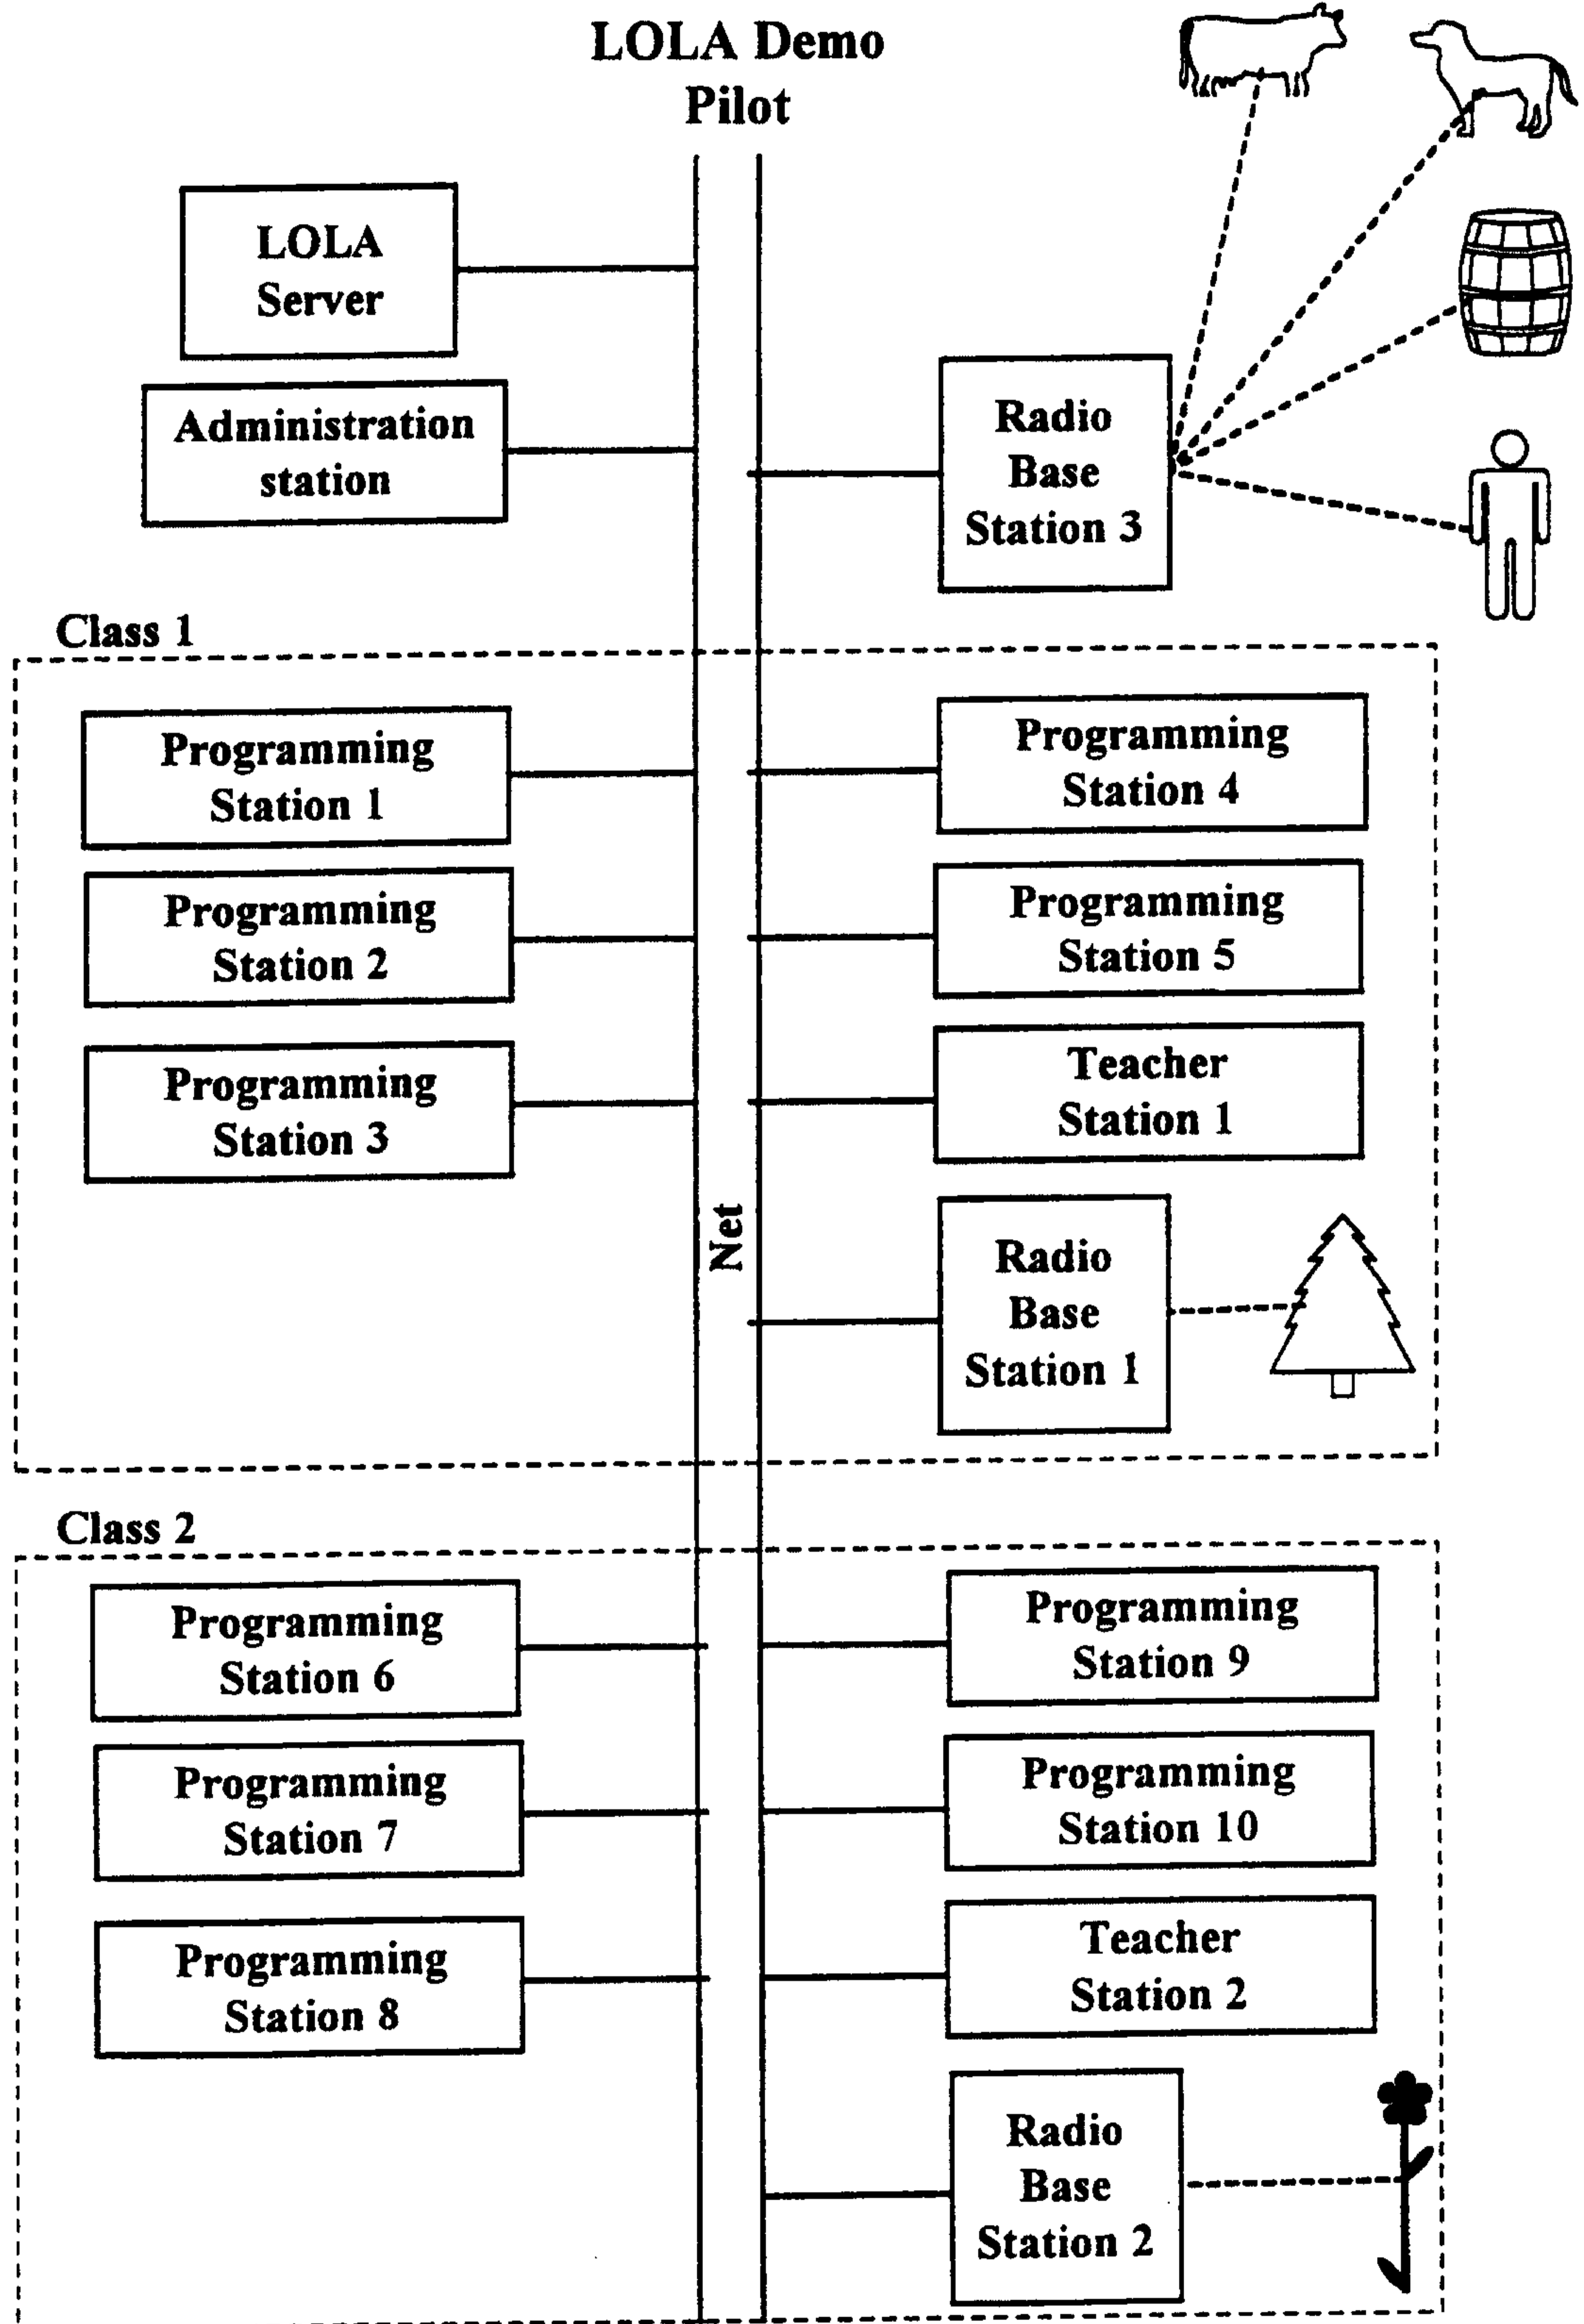 LOLA Demo
Pilot
LOLA
Server
Administration
station
Radio
Base
Station 3
Class 1
Programming
Station 1
Programming
Station 4
Programming
Station 2
Programming
Station 5
Programming
Station 3
Teacher
Station 1
Net
Radio
Base
Station 1
Class 2
Programming
Station 6
Programming
Station 9
Programming
Station 7
Programming
Station 10
Programming
Station 8
Teacher
Station 2
Radio
Base
Station 2